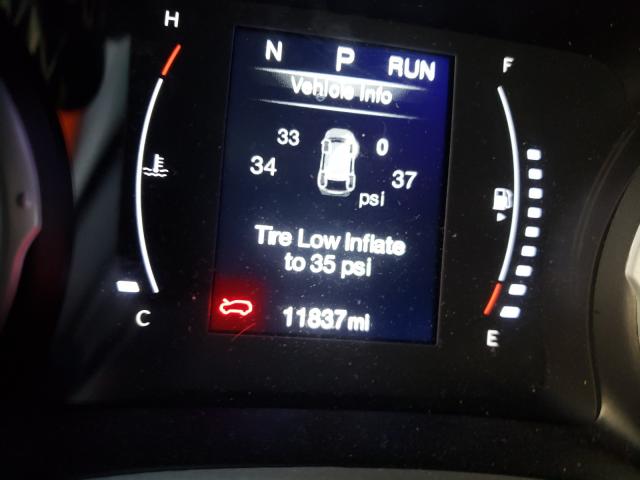 H
N P RUN F
Vehicle Info
33 0
34 37
psi
Tire Low Inflate
to 35 psi
11837 mi
C E